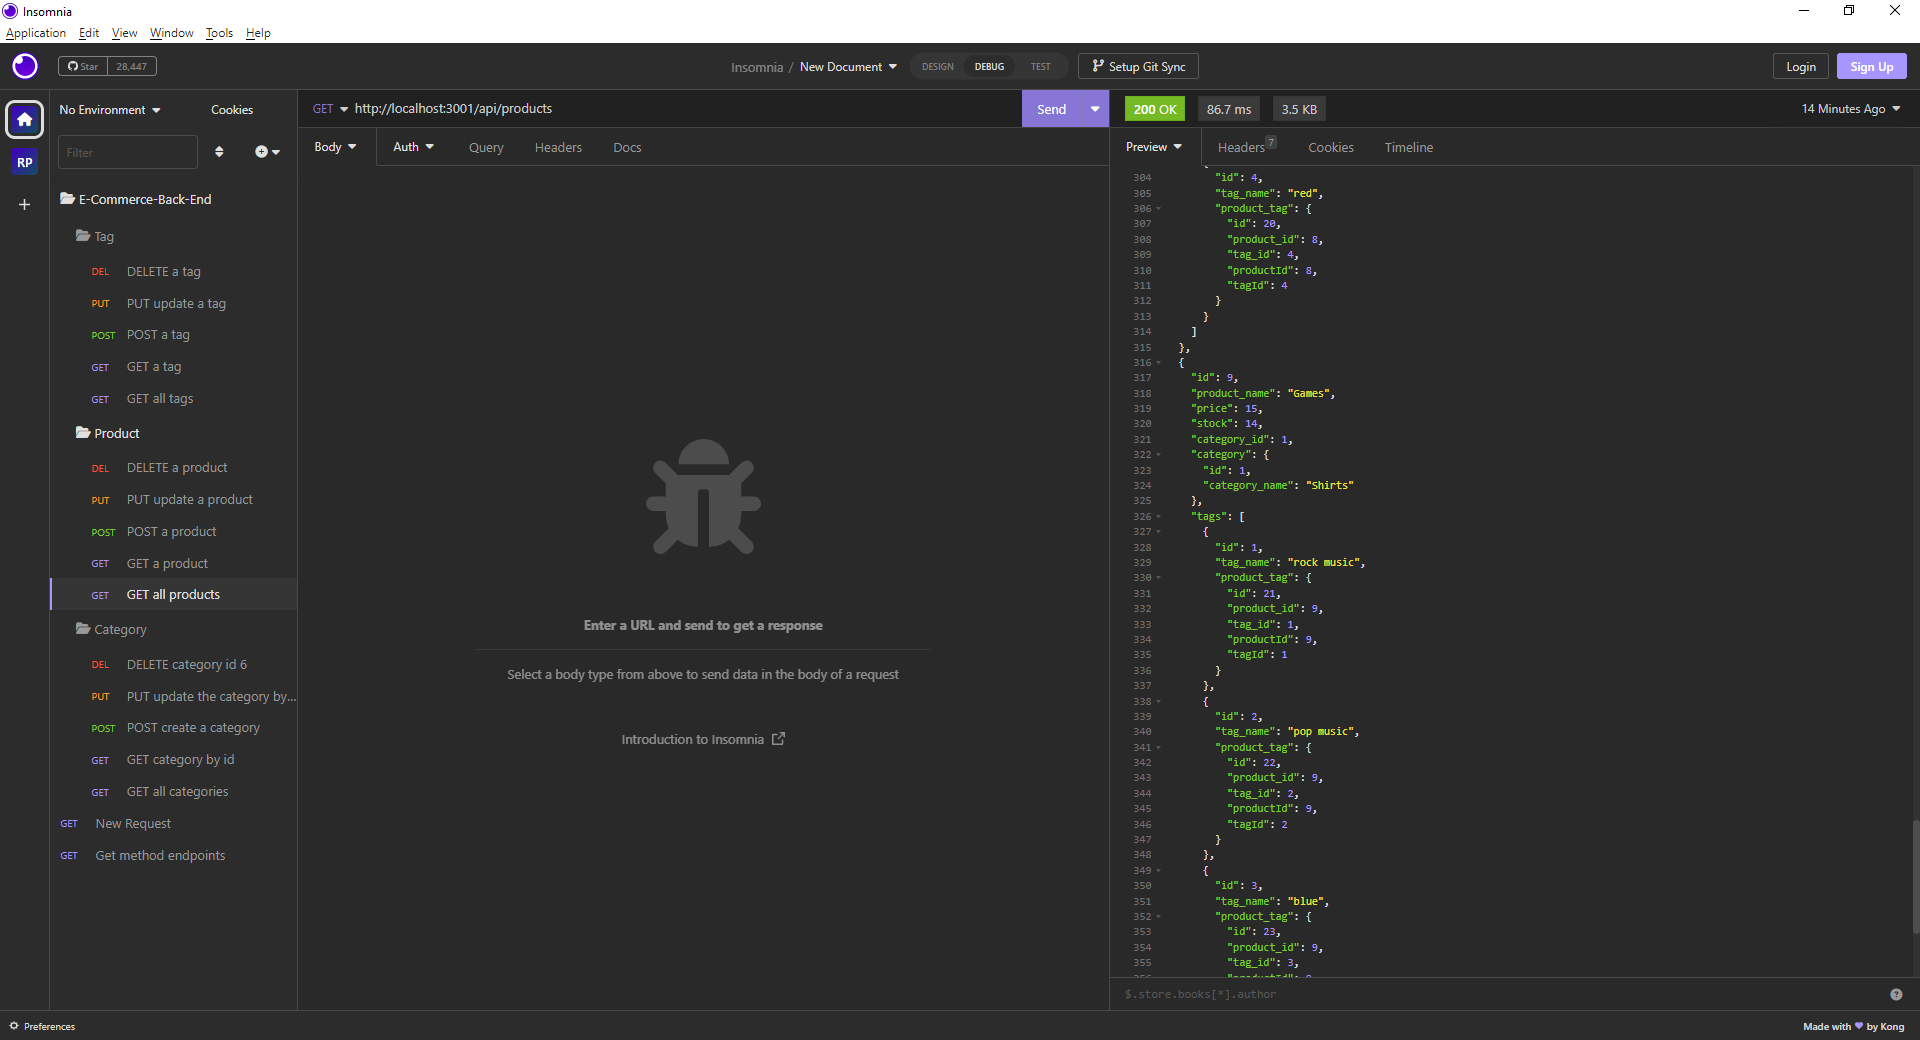 Insomnia
Application Edit View Window Tools Help
Star 28,447
Insomnia / New Document
DESIGN DEBUG TEST
Setup Git Sync
Login
Sign Up
RP
No Environment
Cookies
Filter
E-Commerce-Back-End
Tag
DEL DELETE a tag
PUT PUT update a tag
POST POST a tag
GET GET a tag
GET GET all tags
Product
DEL DELETE a product
PUT PUT update a product
POST POST a product
GET GET a product
GET GET all products
Category
DEL DELETE category id 6
PUT PUT update the category by...
POST POST create a category
GET GET category by id
GET GET all categories
GET New Request
GET Get method endpoints
GET http://localhost:3001/api/products
Send
Body Auth Query Headers Docs
Enter a URL and send to get a response
Select a body type from above to send data in the body of a request
Introduction to Insomnia
200 OK 86.7 ms 3.5 KB
14 Minutes Ago
Preview Headers 7 Cookies Timeline
304 "id": 4,
305 "tag_name": "red",
306 "product_tag": {
307 "id": 20,
308 "product_id": 8,
309 "tag_id": 4,
310 "productId": 8,
311 "tagId": 4
312 }
313 }
314 ]
315 },
316 {
317 "id": 9,
318 "product_name": "Games",
319 "price": 15,
320 "stock": 14,
321 "category_id": 1,
322 "category": {
323 "id": 1,
324 "category_name": "Shirts"
325 },
326 "tags": [
327 {
328 "id": 1,
329 "tag_name": "rock music",
330 "product_tag": {
331 "id": 21,
332 "product_id": 9,
333 "tag_id": 1,
334 "productId": 9,
335 "tagId": 1
336 }
337 },
338 {
339 "id": 2,
340 "tag_name": "pop music",
341 "product_tag": {
342 "id": 22,
343 "product_id": 9,
344 "tag_id": 2,
345 "productId": 9,
346 "tagId": 2
347 }
348 },
349 {
350 "id": 3,
351 "tag_name": "blue",
352 "product_tag": {
353 "id": 23,
354 "product_id": 9,
355 "tag_id": 3,
$.store.books[*].author
Preferences
Made with by Kong